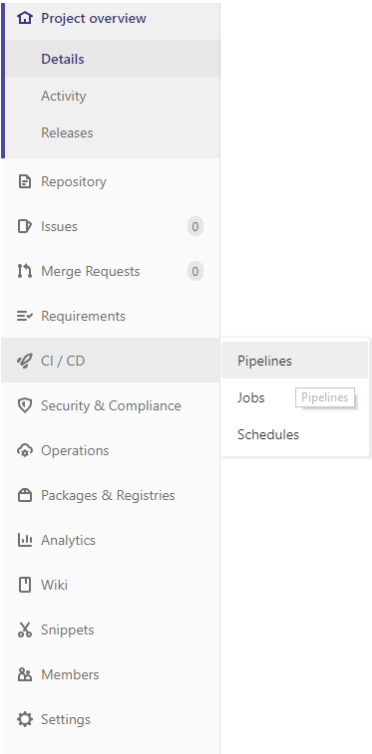 Project overview
Details
Activity
Releases
Repository
Issues 0
Merge Requests 0
Requirements
CI / CD
Pipelines
Jobs Pipelines
Schedules
Security & Compliance
Operations
Packages & Registries
Analytics
Wiki
Snippets
Members
Settings